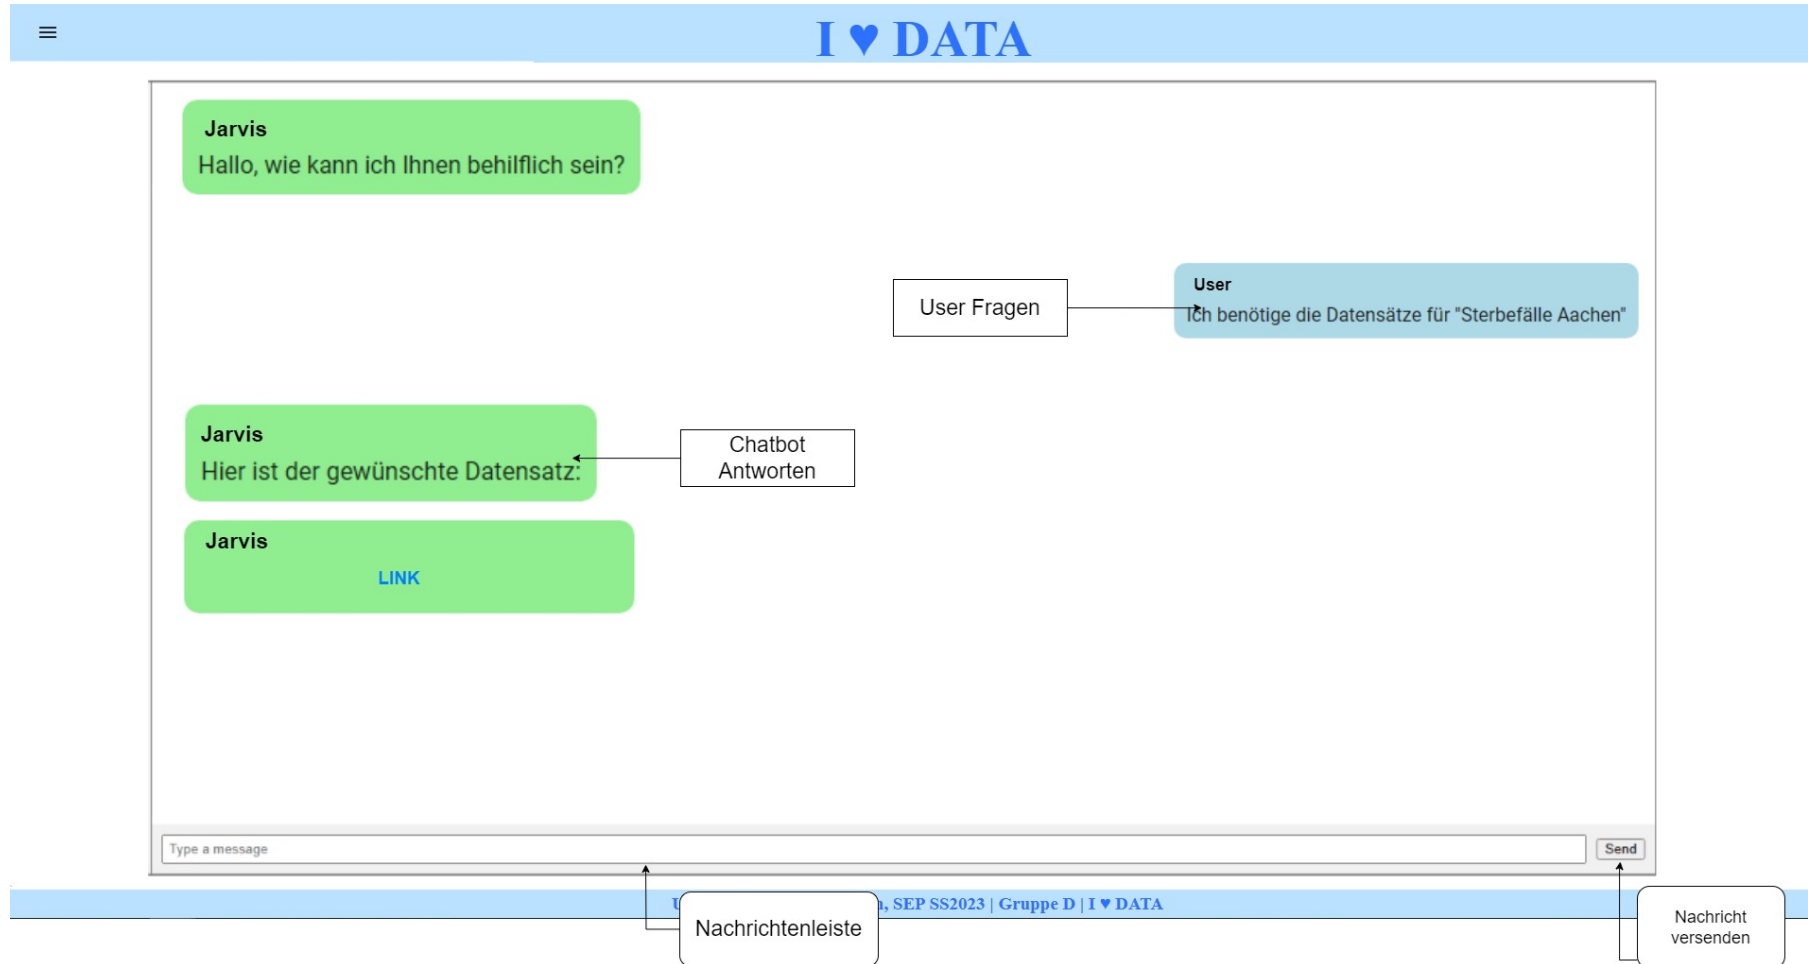 I ♥ DATA
Jarvis
Hallo, wie kann ich Ihnen behilflich sein?
User Fragen
User
Ich benötige die Datensätze für "Sterbefälle Aachen"
Jarvis
Hier ist der gewünschte Datensatz:
Chatbot
Antworten
Jarvis
LINK
Type a message
Send
, SEP SS2023 | Gruppe D | I ♥ DATA
Nachrichtenleiste
Nachricht
versenden